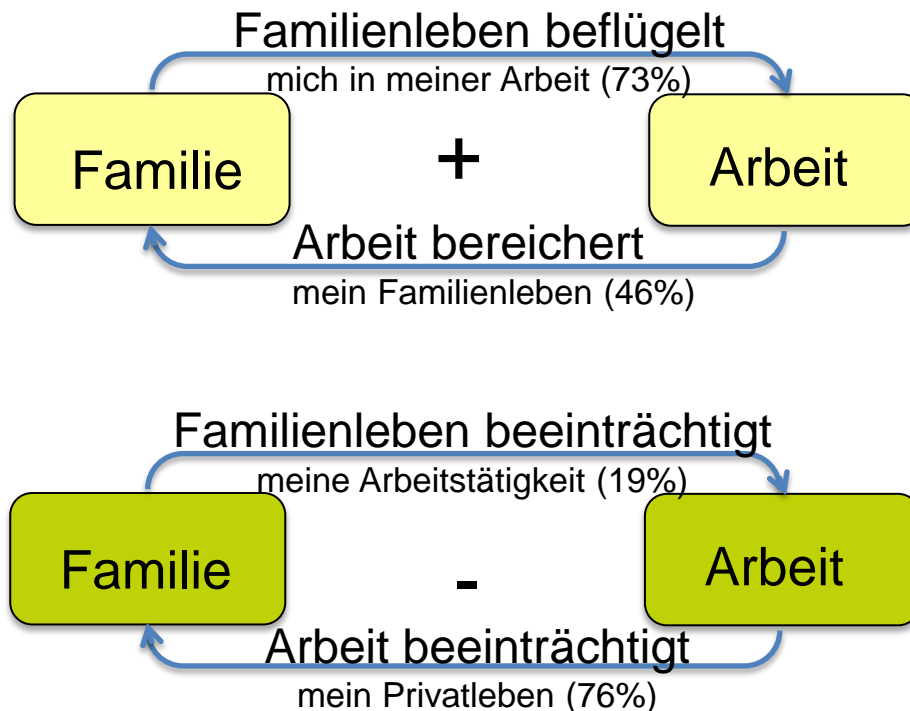 Familienleben beflügelt
mich in meiner Arbeit (73%)
Familie
+
Arbeit
Arbeit bereichert
mein Familienleben (46%)
Familienleben beeinträchtigt
meine Arbeitstätigkeit (19%)
Familie
-
Arbeit
Arbeit beeinträchtigt
mein Privatleben (76%)